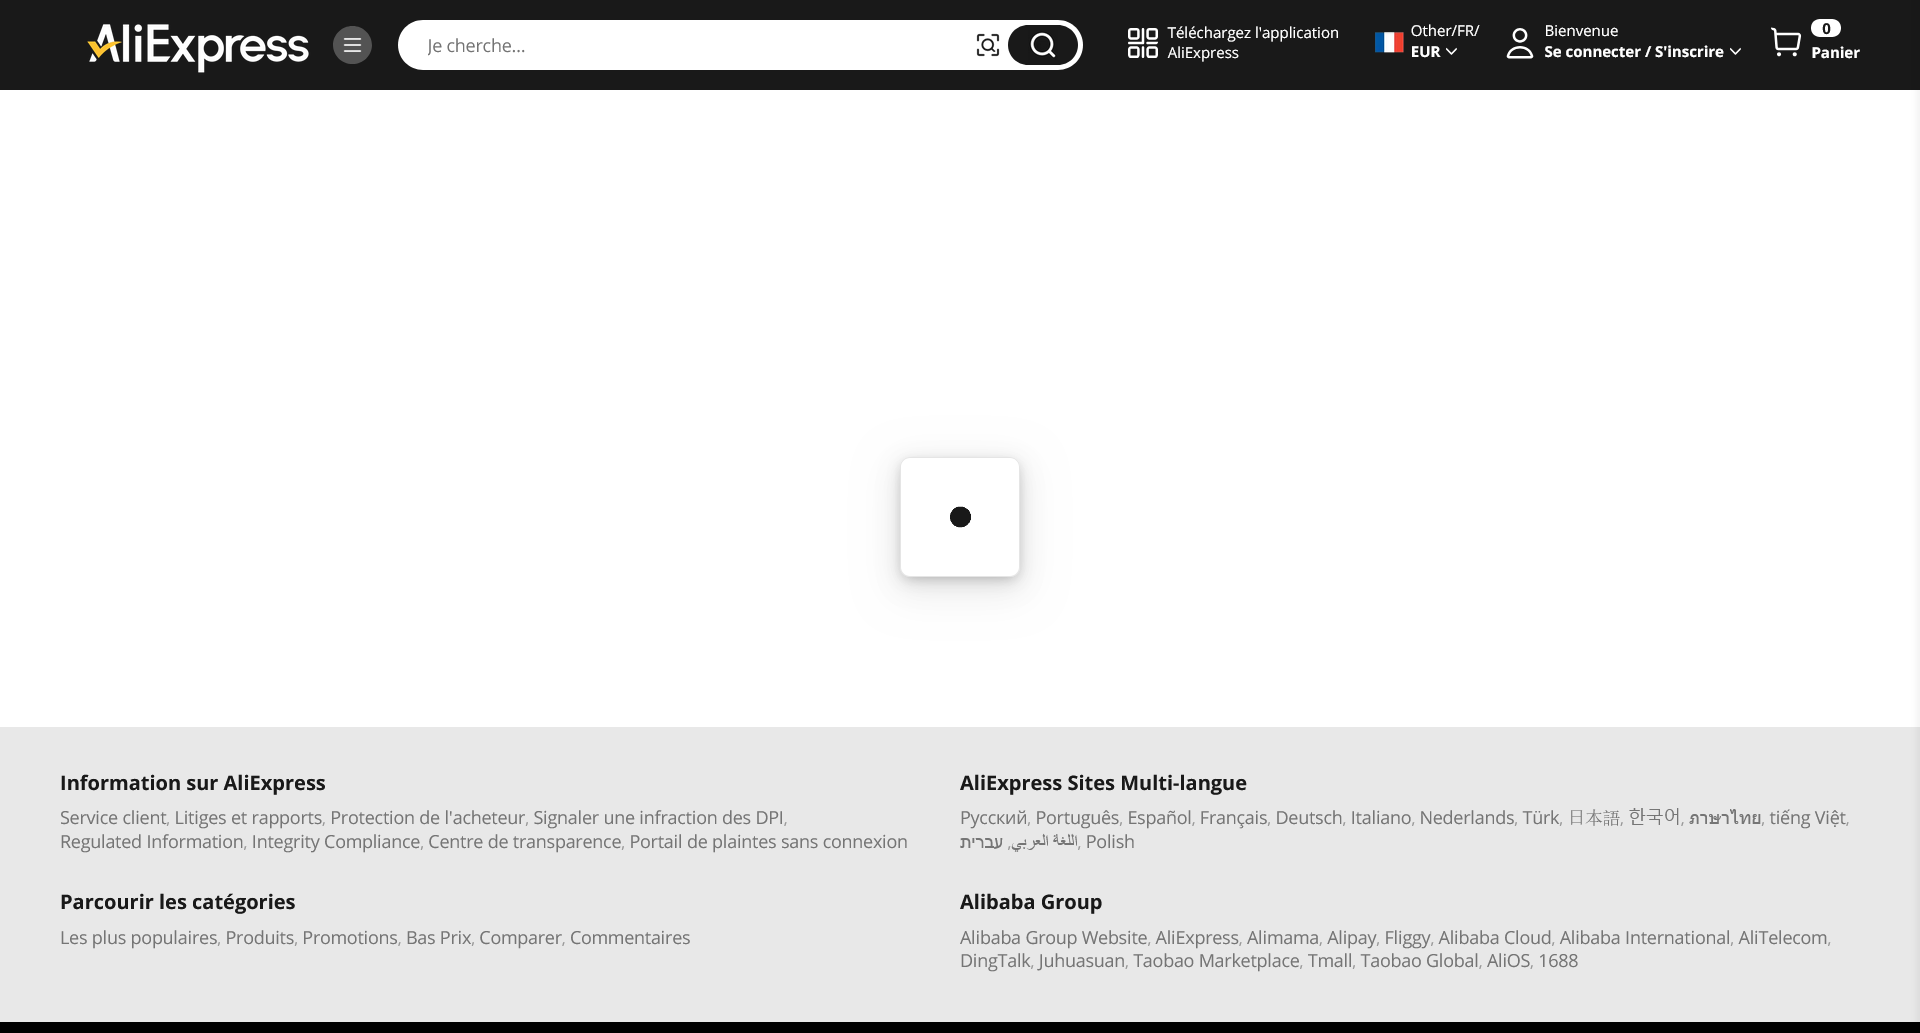 AliExpress
Je cherche...
Téléchargez l'application
AliExpress
Other/FR/
EUR
Bienvenue
Se connecter / S'inscrire
0
Panier
Information sur AliExpress
Service client, Litiges et rapports, Protection de l'acheteur, Signaler une infraction des DPI,
Regulated Information, Integrity Compliance, Centre de transparence, Portail de plaintes sans connexion
AliExpress Sites Multi-langue
Русский, Português, Español, Français, Deutsch, Italiano, Nederlands, Türk, 日本語, 한국어, ภาษาไทย, tiếng Việt,
اللغة العربي, עברית, Polish
Parcourir les catégories
Les plus populaires, Produits, Promotions, Bas Prix, Comparer, Commentaires
Alibaba Group
Alibaba Group Website, AliExpress, Alimama, Alipay, Fliggy, Alibaba Cloud, Alibaba International, AliTelecom,
DingTalk, Juhuasuan, Taobao Marketplace, Tmall, Taobao Global, AliOS, 1688